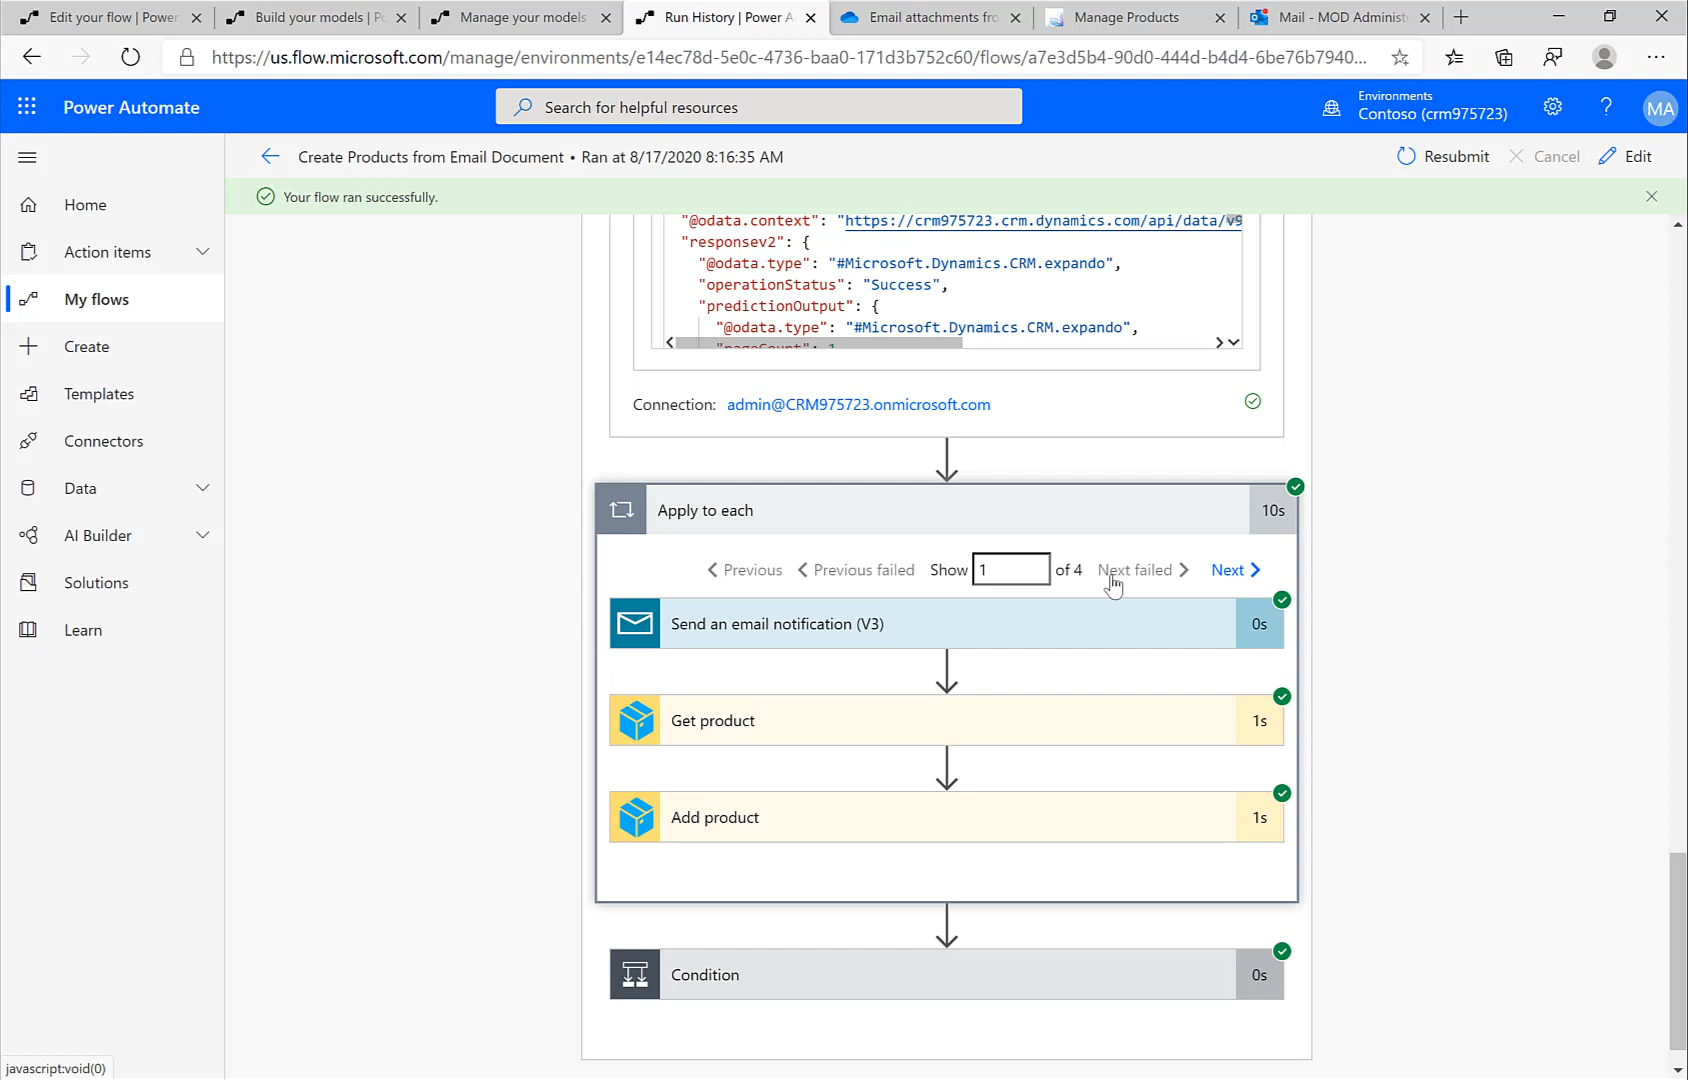 Edit your flow | Power
Build your models | Po
Manage your models
Run History | Power A
Email attachments fro
Manage Products
Mail - MOD Administ
https://us.flow.microsoft.com/manage/environments/e14ec78d-5e0c-4736-baa0-171d3b752c60/flows/a7e3d5b4-90d0-444d-b4d4-6be76b7940...
Power Automate
Search for helpful resources
Environments
Contoso (crm975723)
MA
Create Products from Email Document • Ran at 8/17/2020 8:16:35 AM
Resubmit
Cancel
Edit
Your flow ran successfully.
Home
Action items
My flows
Create
Templates
Connectors
Data
AI Builder
Solutions
Learn
"@odata.context": "https://crm975723.crm.dynamics.com/api/data/v9
"responsev2": {
"@odata.type": "#Microsoft.Dynamics.CRM.expando",
"operationStatus": "Success",
"predictionOutput": {
"@odata.type": "#Microsoft.Dynamics.CRM.expando",
"pageCount": 1
Connection: admin@CRM975723.onmicrosoft.com
Apply to each
10s
Previous
Previous failed
Show 1 of 4
Next failed
Next
Send an email notification (V3)
0s
Get product
1s
Add product
1s
Condition
0s
javascript:void(0)